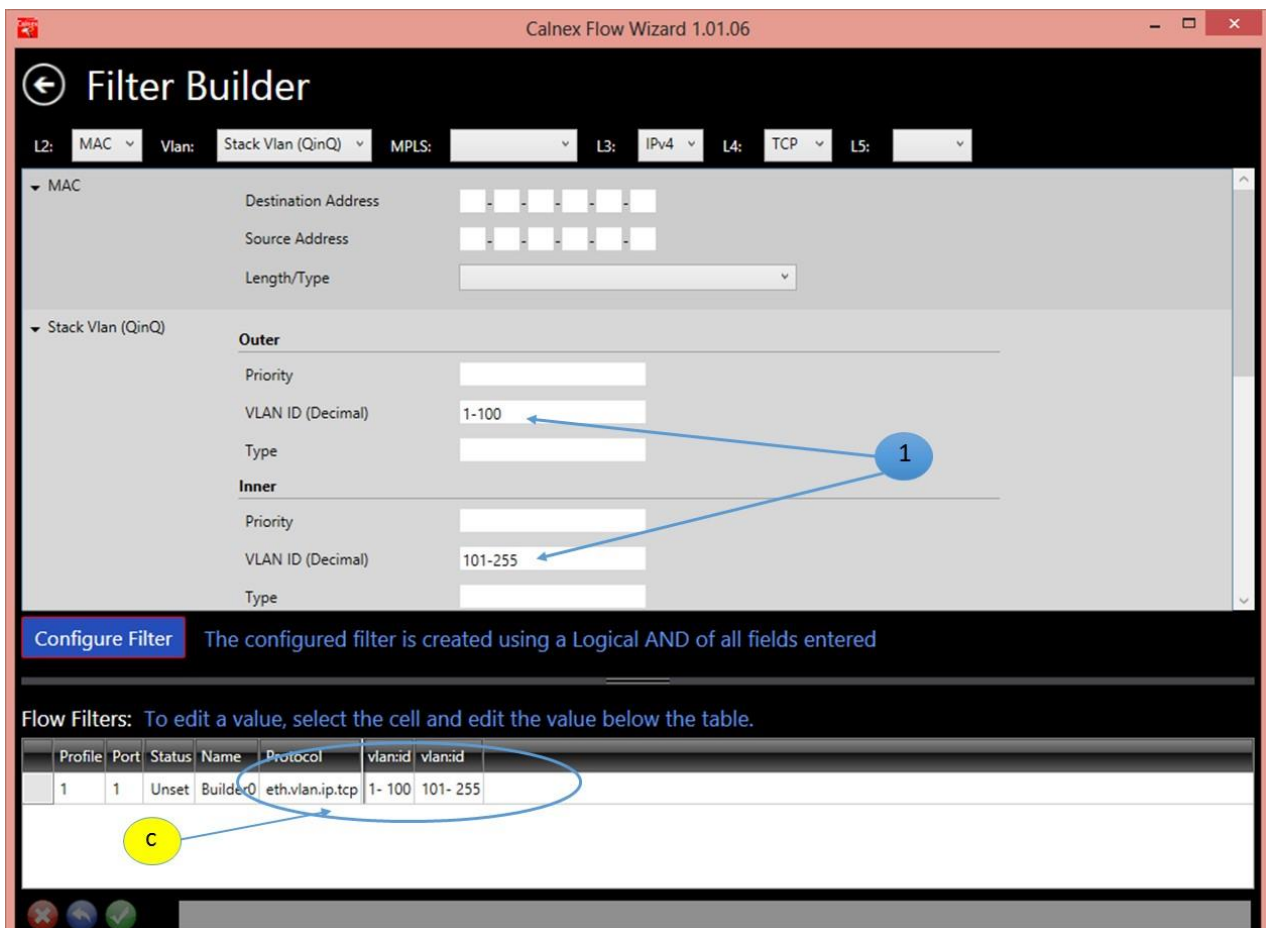 Calnex Flow Wizard 1.01.06
Filter Builder
L2: MAC Vlan: Stack Vlan (QinQ) MPLS: L3: IPv4 L4: TCP L5:
MAC
Destination Address - - - - -
Source Address - - - - -
Length/Type
Stack Vlan (QinQ)
Outer
Priority
VLAN ID (Decimal) 1-100
Type
1
Inner
Priority
VLAN ID (Decimal) 101-255
Type
Configure Filter The configured filter is created using a Logical AND of all fields entered
Flow Filters: To edit a value, select the cell and edit the value below the table.
Profile Port Status Name Protocol vlan:id vlan:id
1 1 Unset Builder0 eth.vlan.ip.tcp 1- 100 101- 255
c